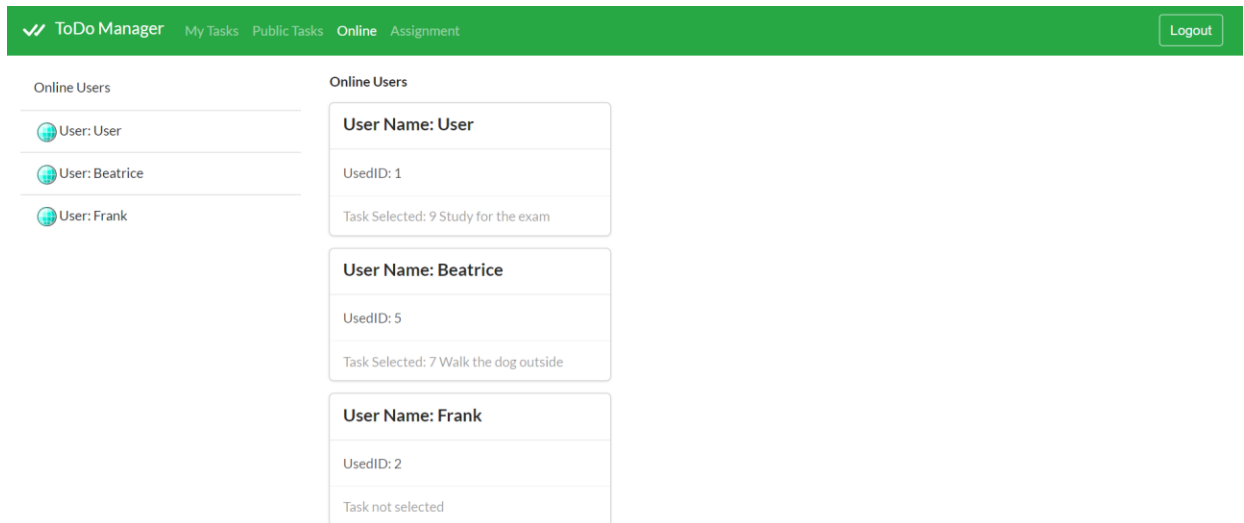 ToDo Manager My Tasks Public Tasks Online Assignment Logout
Online Users
User: User
User: Beatrice
User: Frank
Online Users
User Name: User
UsedID: 1
Task Selected: 9 Study for the exam
User Name: Beatrice
UsedID: 5
Task Selected: 7 Walk the dog outside
User Name: Frank
UsedID: 2
Task not selected